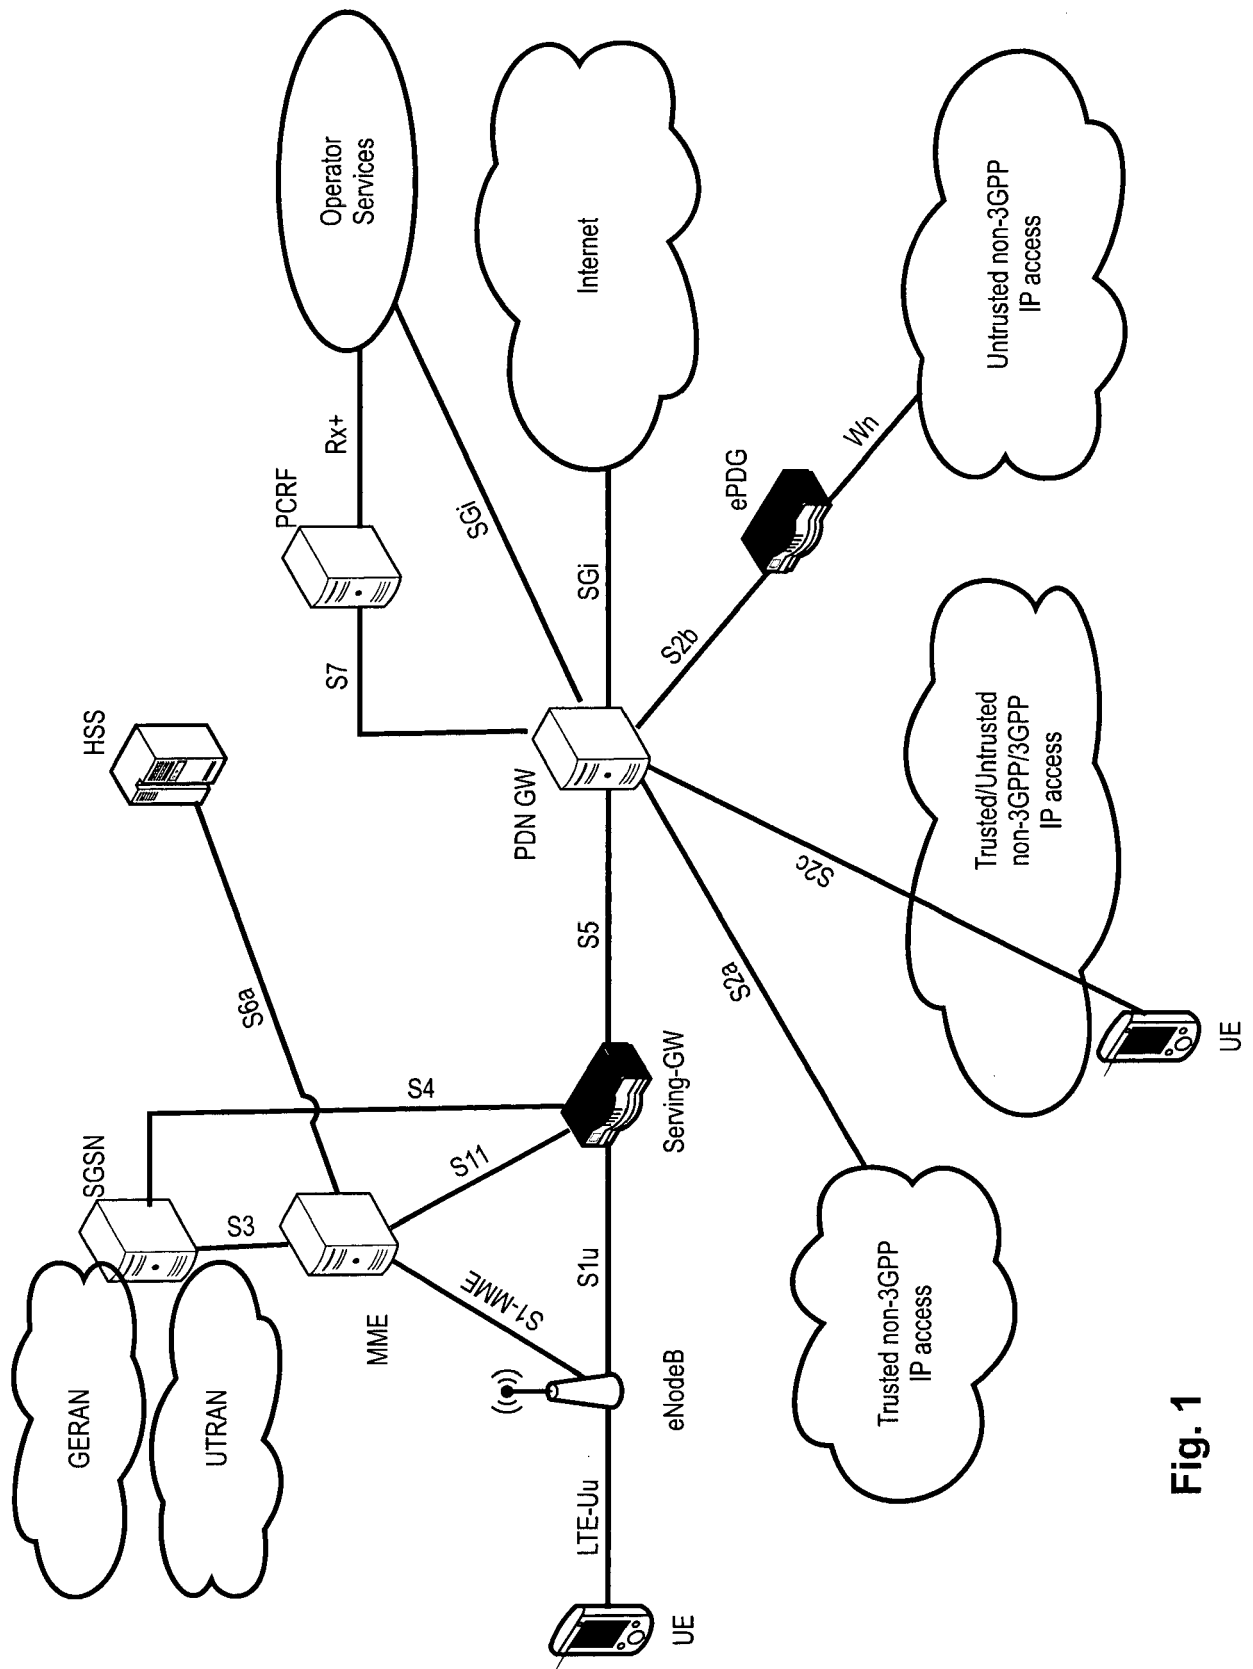 GERAN
UTRAN
SGSN
S3
MME
S6a
HSS
S4
S11
S1-MME
S7
PCRF
Rx+
Operator
Services
SGi
UE
LTE-Uu
eNodeB
S1u
Serving-GW
S5
PDN GW
SGi
Internet
S2a
S2c
S2b
ePDG
Wn
Trusted non-3GPP
IP access
Trusted/Untrusted
non-3GPP/3GPP
IP access
Untrusted non-3GPP
IP access
UE
Fig. 1